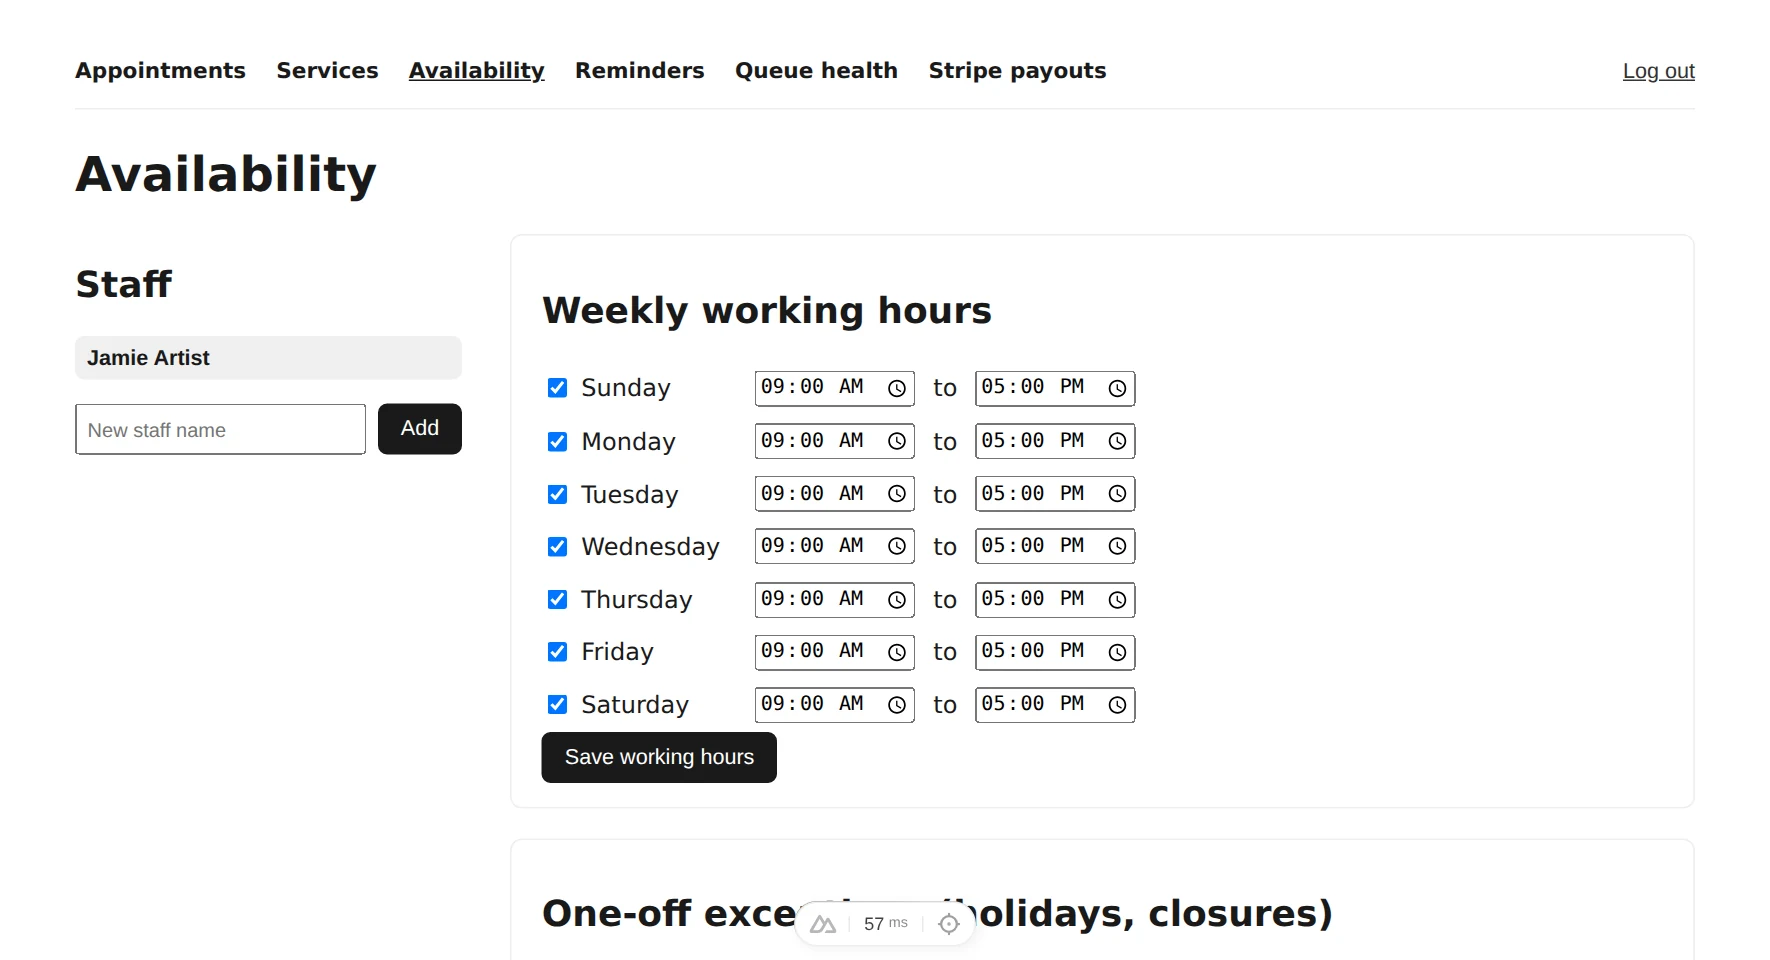 Appointments Services Availability Reminders Queue health Stripe payouts Log out
Availability
Staff
Jamie Artist
New staff name Add
Weekly working hours
Sunday 09:00 AM to 05:00 PM
Monday 09:00 AM to 05:00 PM
Tuesday 09:00 AM to 05:00 PM
Wednesday 09:00 AM to 05:00 PM
Thursday 09:00 AM to 05:00 PM
Friday 09:00 AM to 05:00 PM
Saturday 09:00 AM to 05:00 PM
Save working hours
One-off holidays, closures)
57 ms